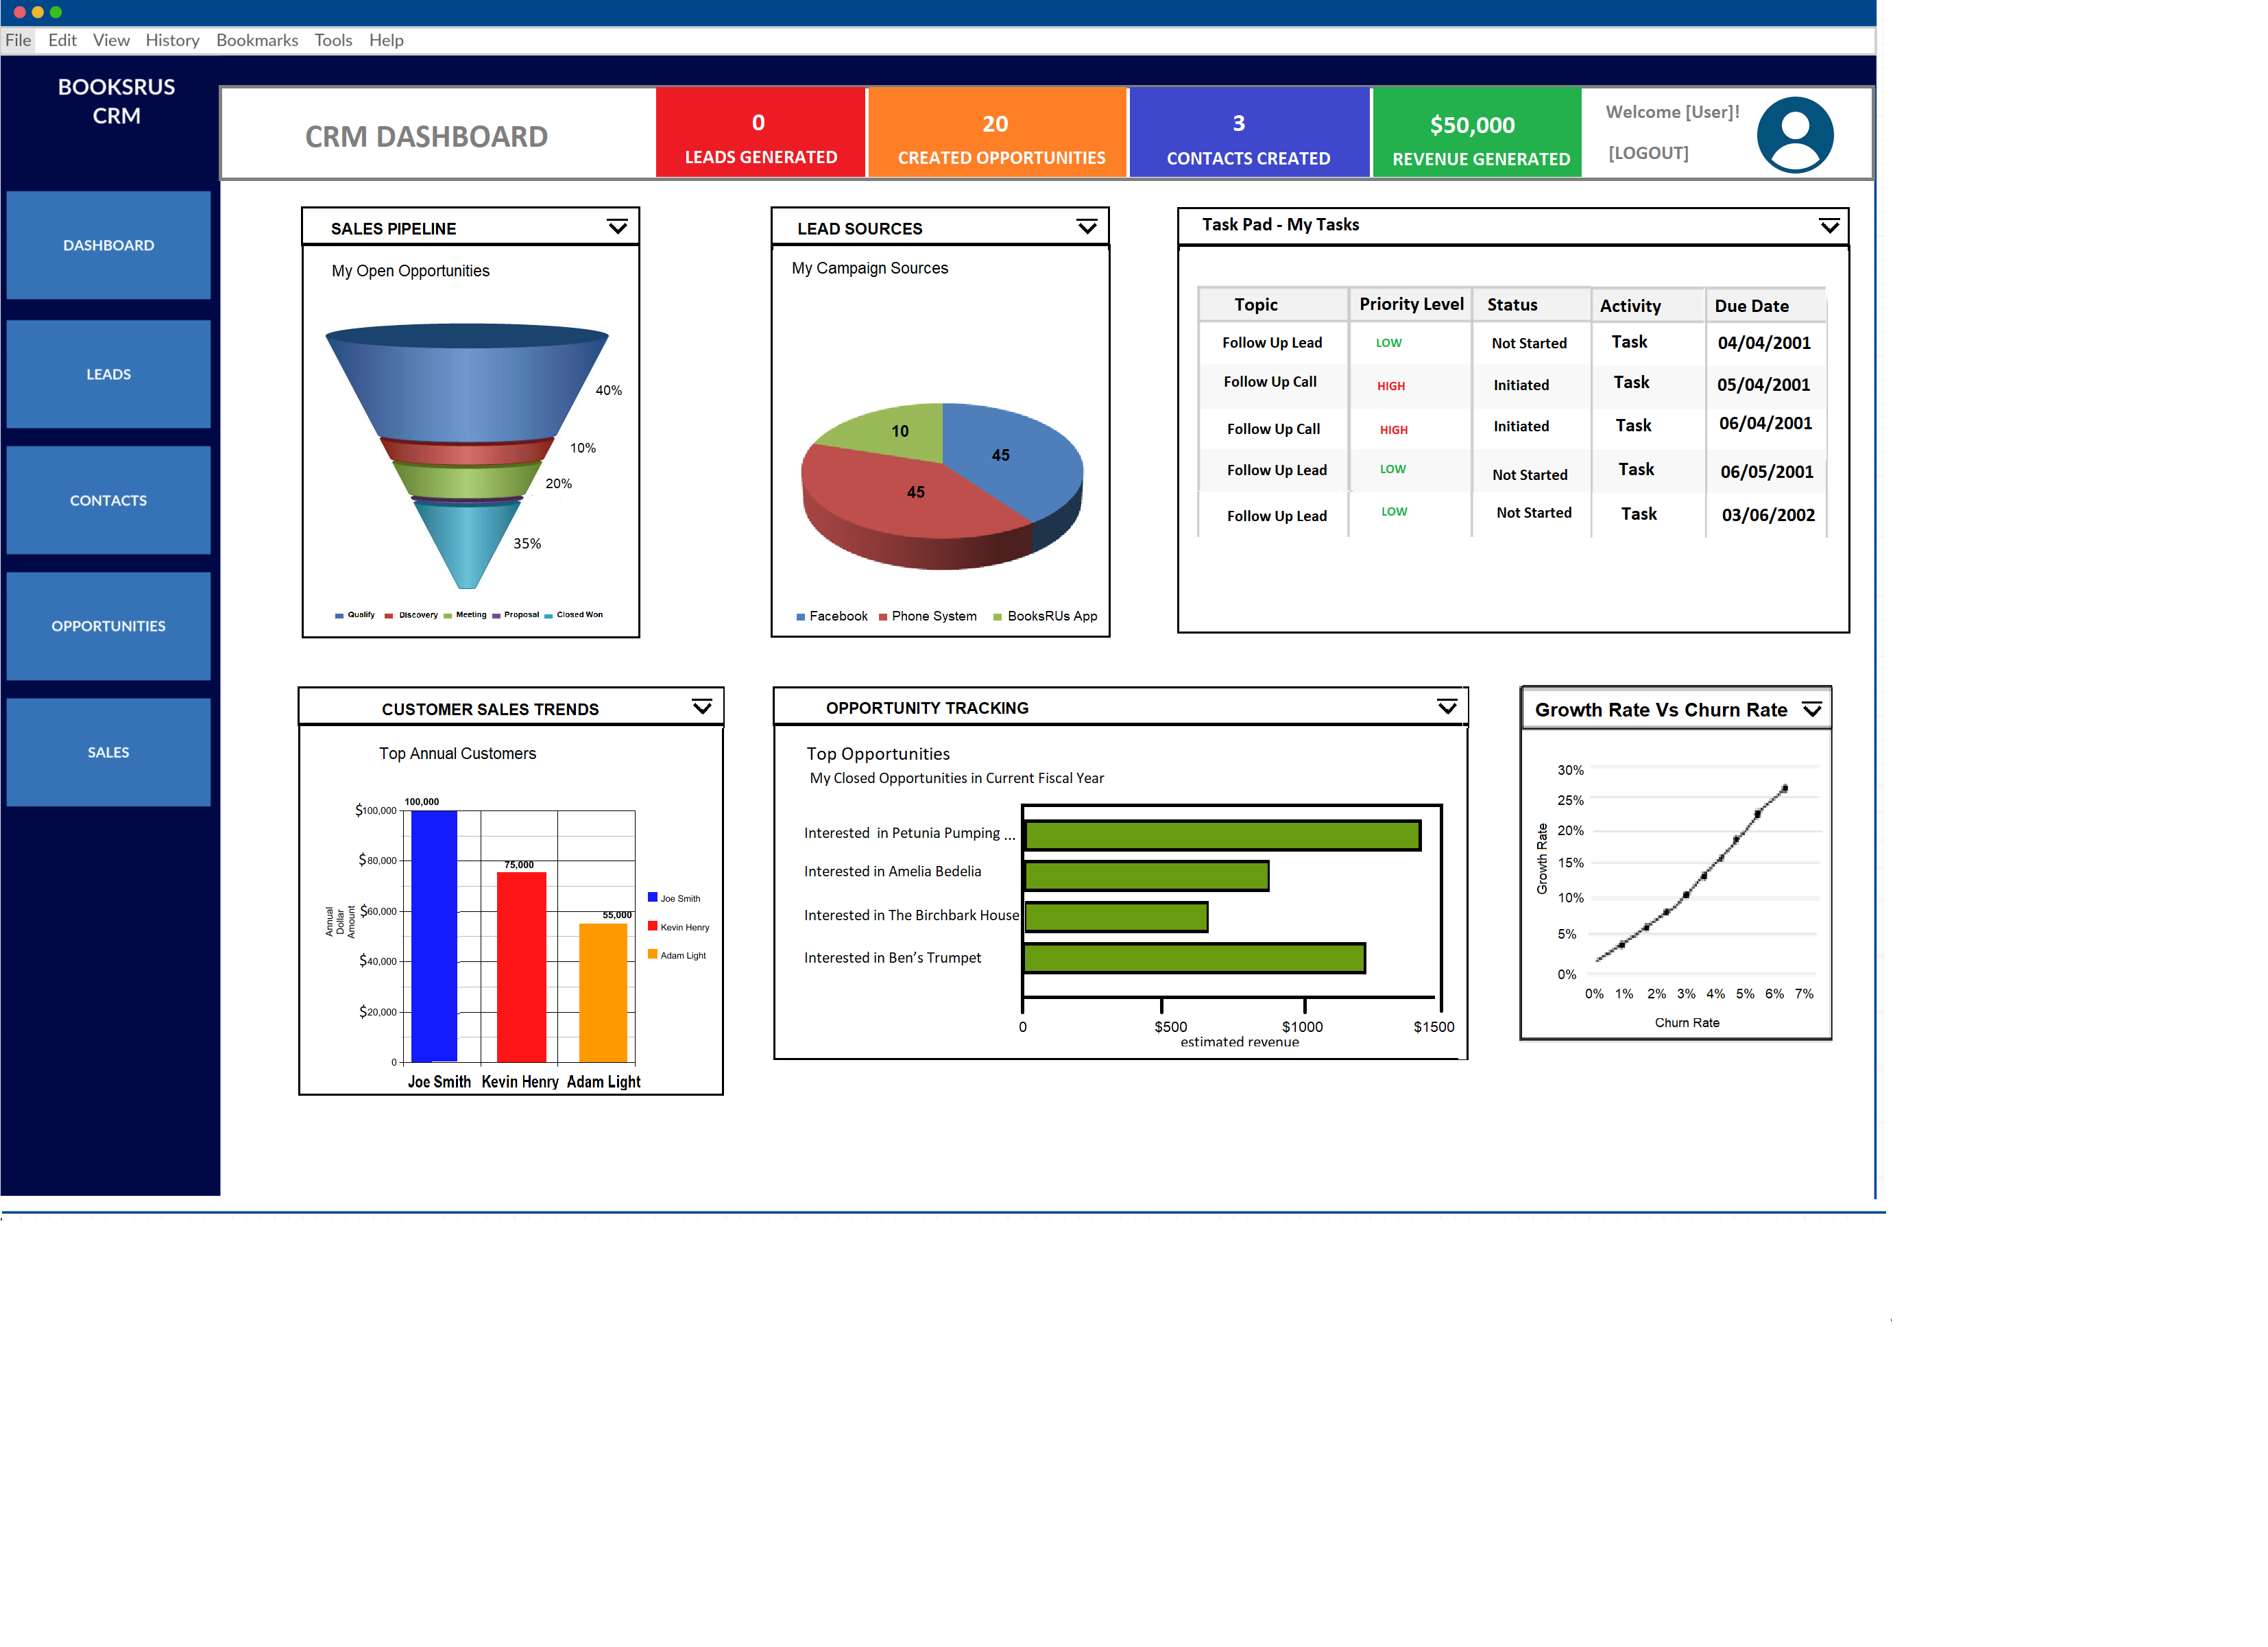 File Edit View History Bookmarks Tools Help
BOOKSRUS
CRM
CRM DASHBOARD
0
LEADS GENERATED
20
CREATED OPPORTUNITIES
3
CONTACTS CREATED
$50,000
REVENUE GENERATED
Welcome [User]!
[LOGOUT]
DASHBOARD
LEADS
CONTACTS
OPPORTUNITIES
SALES
SALES PIPELINE
My Open Opportunities
40%
10%
20%
35%
Qualify Discovery Meeting Proposal Closed Won
LEAD SOURCES
My Campaign Sources
10
45
45
Facebook Phone System BooksRUs App
Task Pad - My Tasks
Topic Priority Level Status Activity Due Date
Follow Up Lead LOW Not Started Task 04/04/2001
Follow Up Call HIGH Initiated Task 05/04/2001
Follow Up Call HIGH Initiated Task 06/04/2001
Follow Up Lead LOW Not Started Task 06/05/2001
Follow Up Lead LOW Not Started Task 03/06/2002
CUSTOMER SALES TRENDS
Top Annual Customers
100,000
$100,000
$80,000
75,000
$60,000
55,000
$40,000
$20,000
0
Annual
Dollar
Amount
Joe Smith
Kevin Henry
Adam Light
Joe Smith Kevin Henry Adam Light
OPPORTUNITY TRACKING
Top Opportunities
My Closed Opportunities in Current Fiscal Year
Interested in Petunia Pumping ...
Interested in Amelia Bedelia
Interested in The Birchbark House
Interested in Ben's Trumpet
0 $500 $1000 $1500
estimated revenue
Growth Rate Vs Churn Rate
30%
25%
20%
15%
10%
5%
0%
Growth Rate
0% 1% 2% 3% 4% 5% 6% 7%
Churn Rate